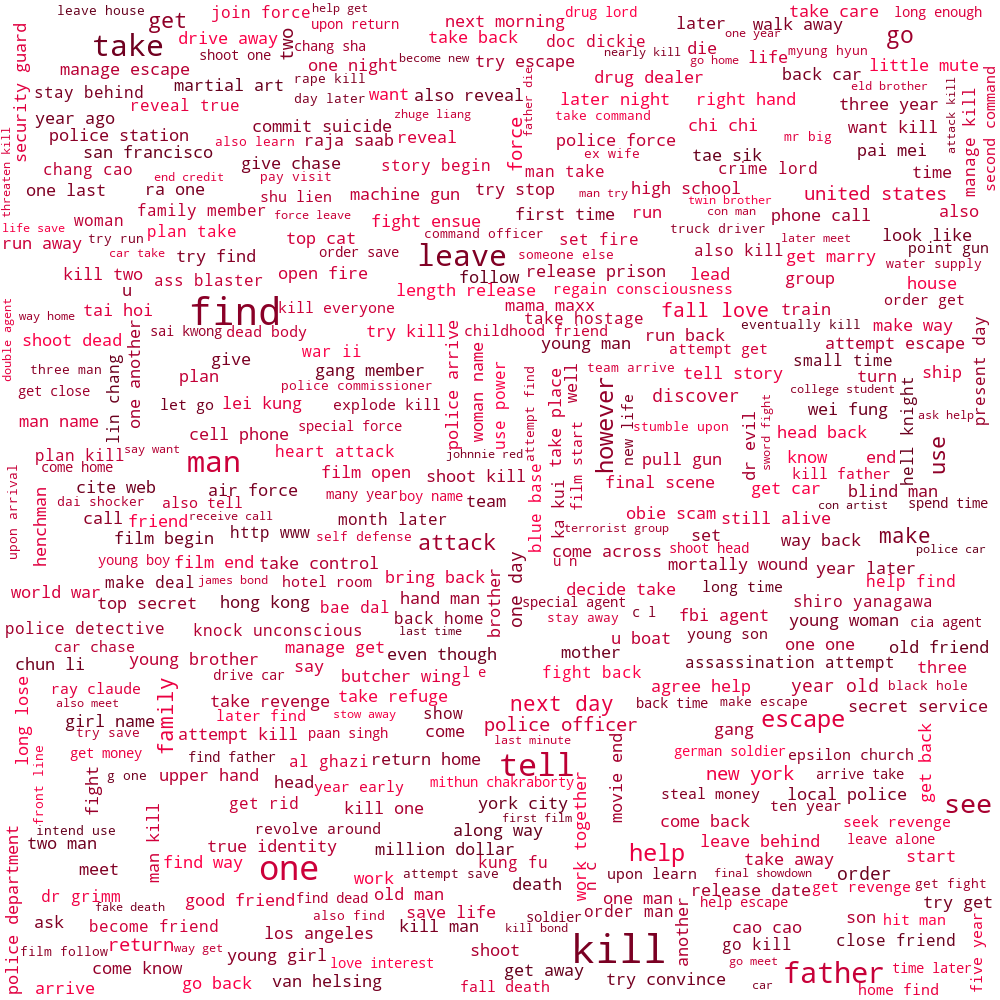 leave house
join force
help get
drug lord
take care
long enough
get
upon return
next morning
later
walk away
take
drive away
two
chang sha
take back
doc dickie
die
one year
go
security guard
shoot one
become new
nearly kill
go home
life
myung hyun
manage escape
one night
try escape
little mute
stay behind
martial art
rape kill
drug dealer
back car
eld brother
reveal true
day later
want
also reveal
father die
later night
right hand
three year
attack kill
manage kill
second command
year ago
commit suicide
zhuge liang
force
take command
chi chi
want kill
threaten kill
police station
also learn
raja saab
reveal
police force
mr big
san francisco
ex wife
tae sik
pai mei
chang cao
give chase
story begin
man take
crime lord
time
end credit
pay visit
one last
ra one
shu lien
machine gun
try stop
man try
high school
twin brother
united states
life save
woman
family member
force leave
fight ensue
first time
run
con man
phone call
also
run away
try run
plan take
top cat
command officer
set fire
truck driver
later meet
look like
car take
try find
order save
leave
someone else
also kill
get marry
point gun
kill two
ass blaster
open fire
follow
release prison
lead
group
water supply
u
length release
regain consciousness
house
double agent
way home
tai hoi
find
kill everyone
mama maxx
fall love
train
order get
sai kwong
dead body
try kill
take hostage
childhood friend
run back
eventually kill
make way
present day
shoot dead
one another
war ii
police arrive
young man
attempt get
attempt escape
three man
lin chang
give
gang member
woman name
use power
attempt find
take place
well
team arrive
tell story
small time
turn
ship
get close
plan
police commissioner
discover
college student
let go
lei kung
explode kill
however
new life
sword fight
wei fung
hell knight
ask help
man name
cell phone
special force
stumble upon
dr evil
head back
use
plan kill
say want
man
heart attack
johnnie red
pull gun
know
end
come home
film open
shoot kill
blue base
ka kui
film start
kill father
upon arrival
henchman
cite web
air force
many year
boy name
final scene
get car
blind man
dai shocker
also tell
team
con artist
spend time
call
friend
receive call
month later
obie scam
still alive
film begin
http www
self defense
attack
terrorist group
set
way back
make
young boy
film end
take control
one day
u n
come across
shoot head
police car
make deal
james bond
hotel room
bring back
brother
mortally wound
year later
world war
decide take
long time
help find
top secret
hong kong
bae dal
hand man
special agent
c l
shiro yanagawa
back home
stay away
fbi agent
young woman
cia agent
police detective
knock unconscious
last time
u boat
young son
car chase
manage get
even though
mother
one one
old friend
chun li
young brother
say
butcher wing
l e
fight back
assassination attempt
three
drive car
ray claude
family
take revenge
take refuge
agree help
year old
black hole
long lose
also meet
next day
back time
make escape
secret service
girl name
later find
stow away
show
police officer
escape
try save
attempt kill
paan singh
come
gang
last minute
movie end
german soldier
epsilon church
get back
get money
find father
al ghazi
return home
tell
front line
fight
g one
upper hand
head
year early
mithun chakraborty
new york
arrive take
get rid
kill one
york city
steal money
local police
see
first film
ten year
intend use
man kill
revolve around
along way
work together
come back
seek revenge
two man
true identity
million dollar
help
leave behind
leave alone
police department
meet
find way
one
work
attempt save
kung fu
n c
upon learn
take away
final showdown
order
start
death
dr grimm
good friend
find dead
old man
one man
release date
get revenge
get fight
fake death
also find
save life
soldier
order man
help escape
try get
ask
become friend
kill man
kill bond
another
cao cao
son
hit man
los angeles
film follow
return
way get
young girl
shoot
kill
go kill
close friend
five year
come know
love interest
get away
go meet
father
time later
arrive
go back
van helsing
fall death
try convince
car
home find